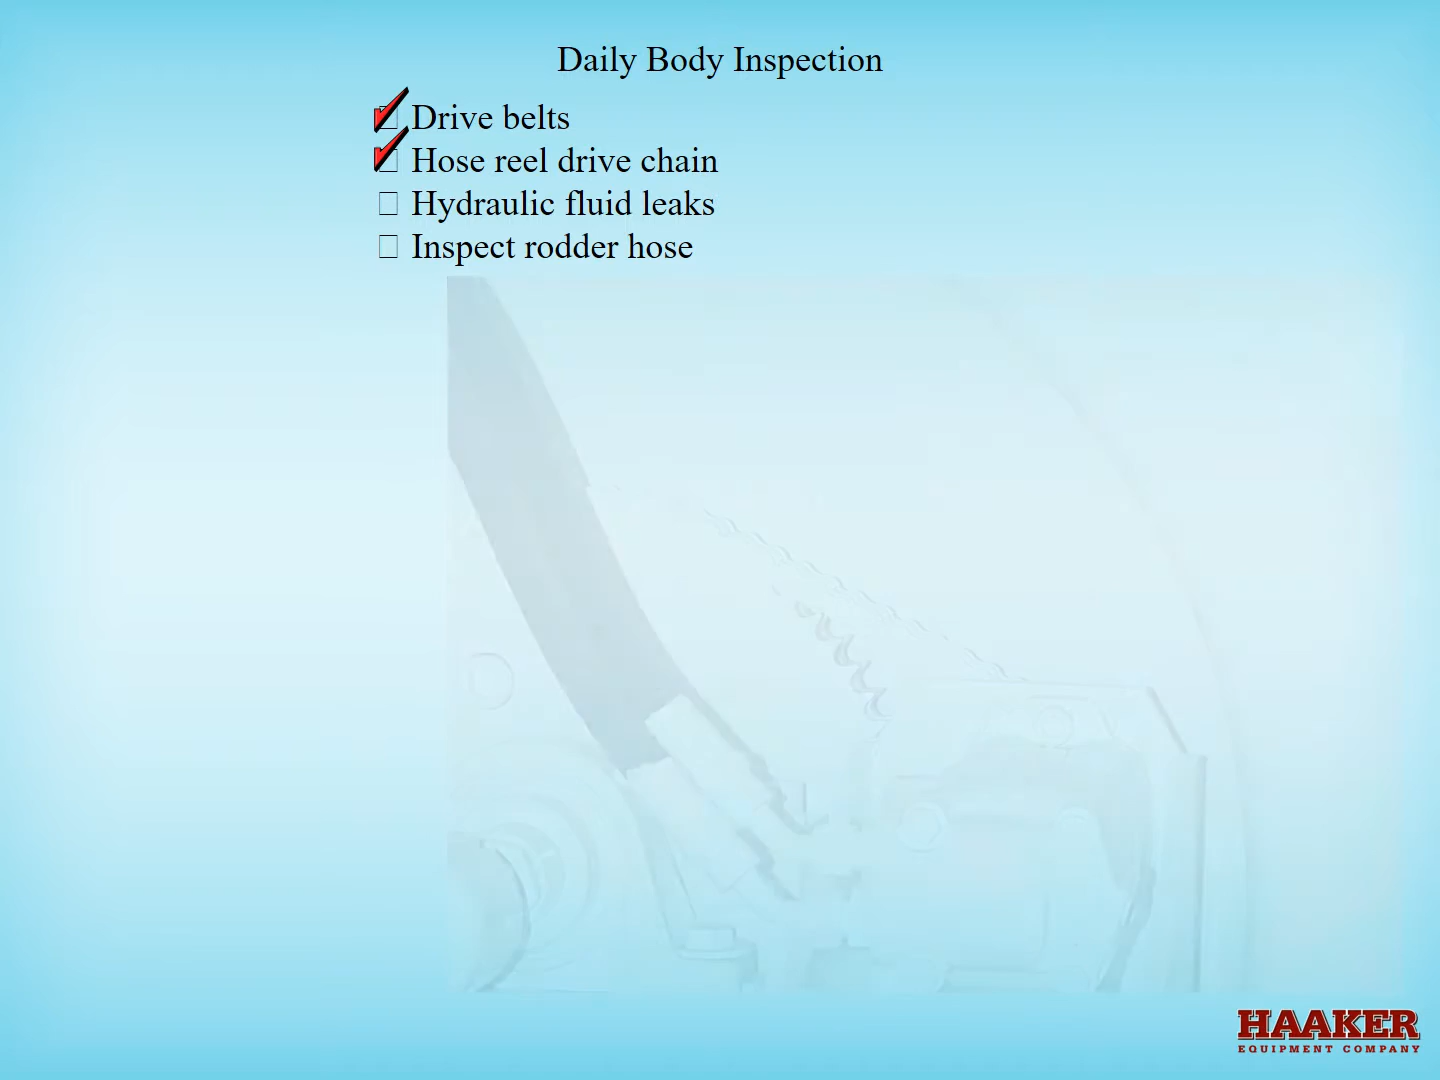 Daily Body Inspection
Drive belts
Hose reel drive chain
Hydraulic fluid leaks
Inspect rodder hose
HAAKER
EQUIPMENT COMPANY